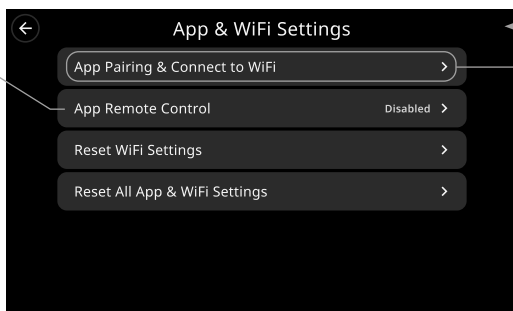 App & WiFi Settings
App Pairing & Connect to WiFi
App Remote Control Disabled
Reset WiFi Settings
Reset All App & WiFi Settings